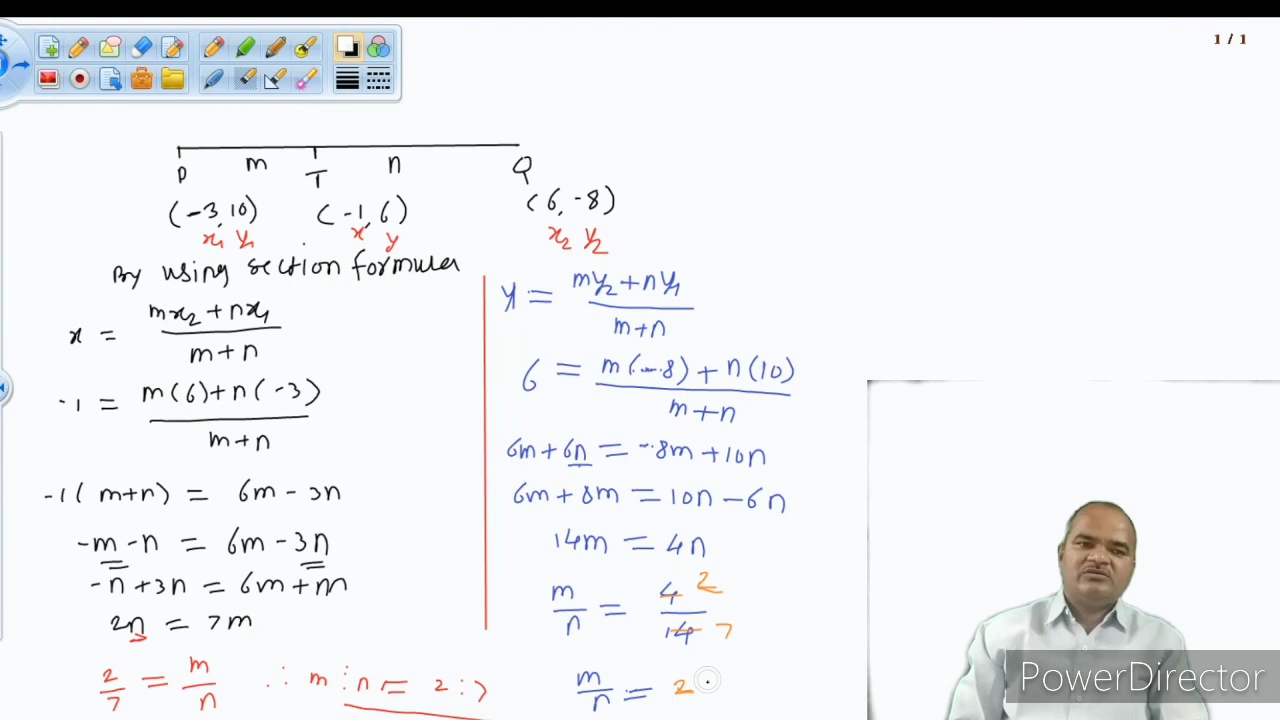 1 / 1
P m T n Q
(-3, 10) (-1, 6) (6, -8)
x₁ y₁ x y x₂ y₂
By using section formula
x = (mx₂ + nx₁) / (m+n)
-1 = (m(6) + n(-3)) / (m+n)
-1(m+n) = 6m - 3n
-m - n = 6m - 3n
-n + 3n = 6m + m
2n = 7m
2/7 = m/n ∴ m : n = 2 : 7
y = (my₂ + ny₁) / (m+n)
6 = (m(-8) + n(10)) / (m+n)
6m + 6n = -8m + 10n
6m + 8m = 10n - 6n
14m = 4n
m/n = 4/14 2 7
m/n = 2
PowerDirector